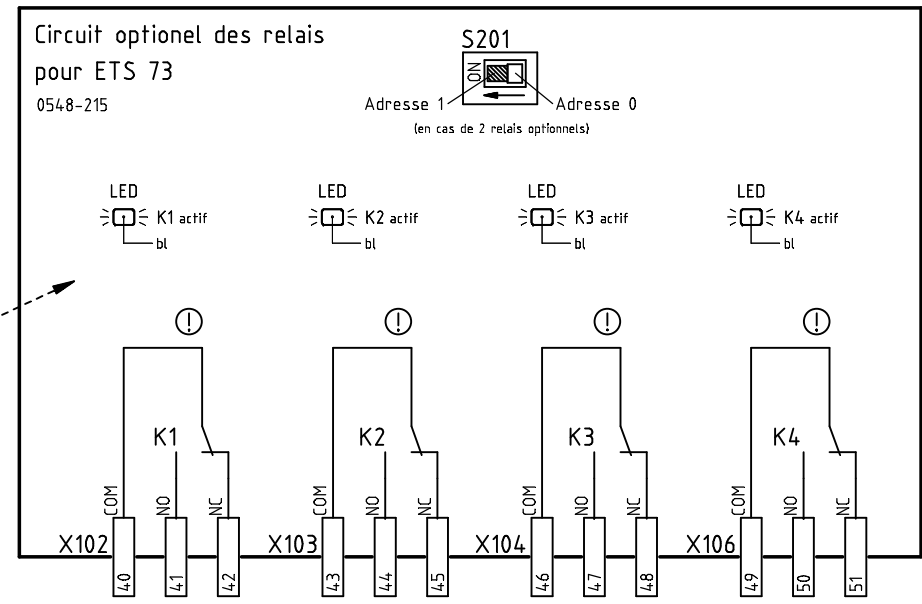 Circuit optionel des relais
pour ETS 73
0548-215
S201
ON
Adresse 1
Adresse 0
(en cas de 2 relais optionnels)
LED
K1 actif
bl
LED
K2 actif
bl
LED
K3 actif
bl
LED
K4 actif
bl
!
!
!
!
K1
K2
K3
K4
COM
NO
NC
COM
NO
NC
COM
NO
NC
COM
NO
NC
X102
40
41
42
X103
43
44
45
X104
46
47
48
X106
49
50
51